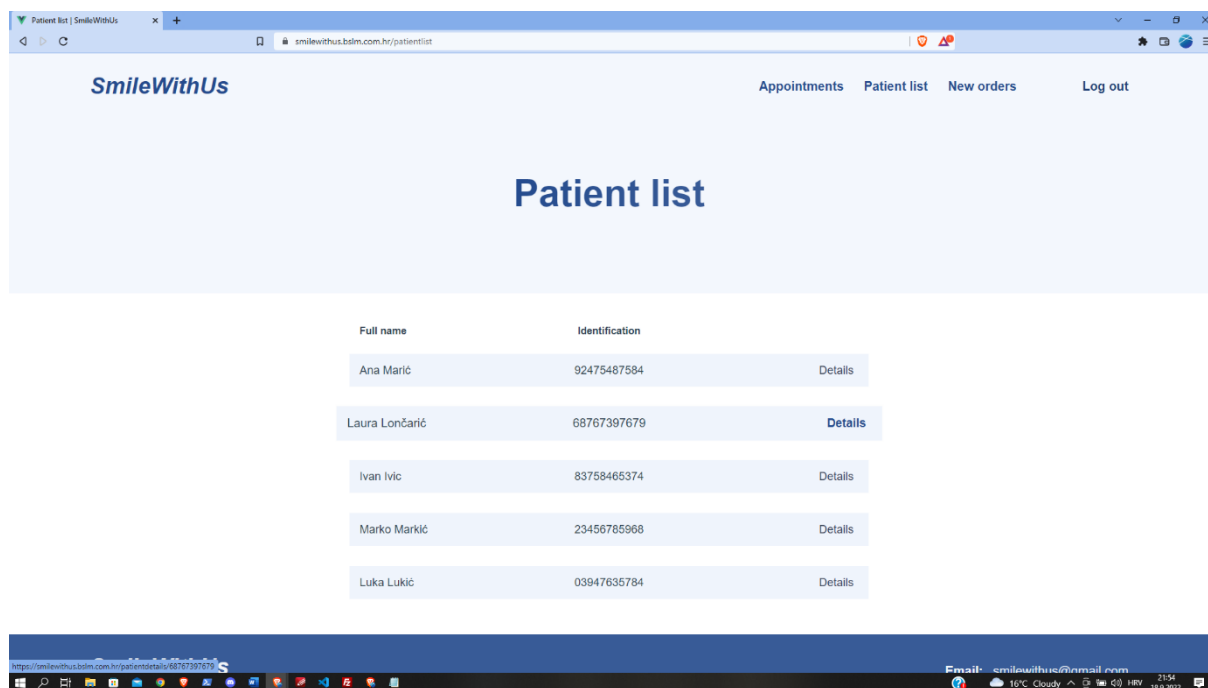 Patient list | SmileWithUs
smilewithus.bslm.com.hr/patientlist
SmileWithUs
Appointments Patient list New orders Log out
Patient list
Full name Identification
Ana Marić 92475487584 Details
Laura Lončarić 68767397679 Details
Ivan Ivic 83758465374 Details
Marko Markić 23456785968 Details
Luka Lukić 03947635784 Details
Email: smilewithus@gmail.com
https://smilewithus.bslm.com.hr/patientdetails/68767397679
16°C Cloudy HRV 21:54